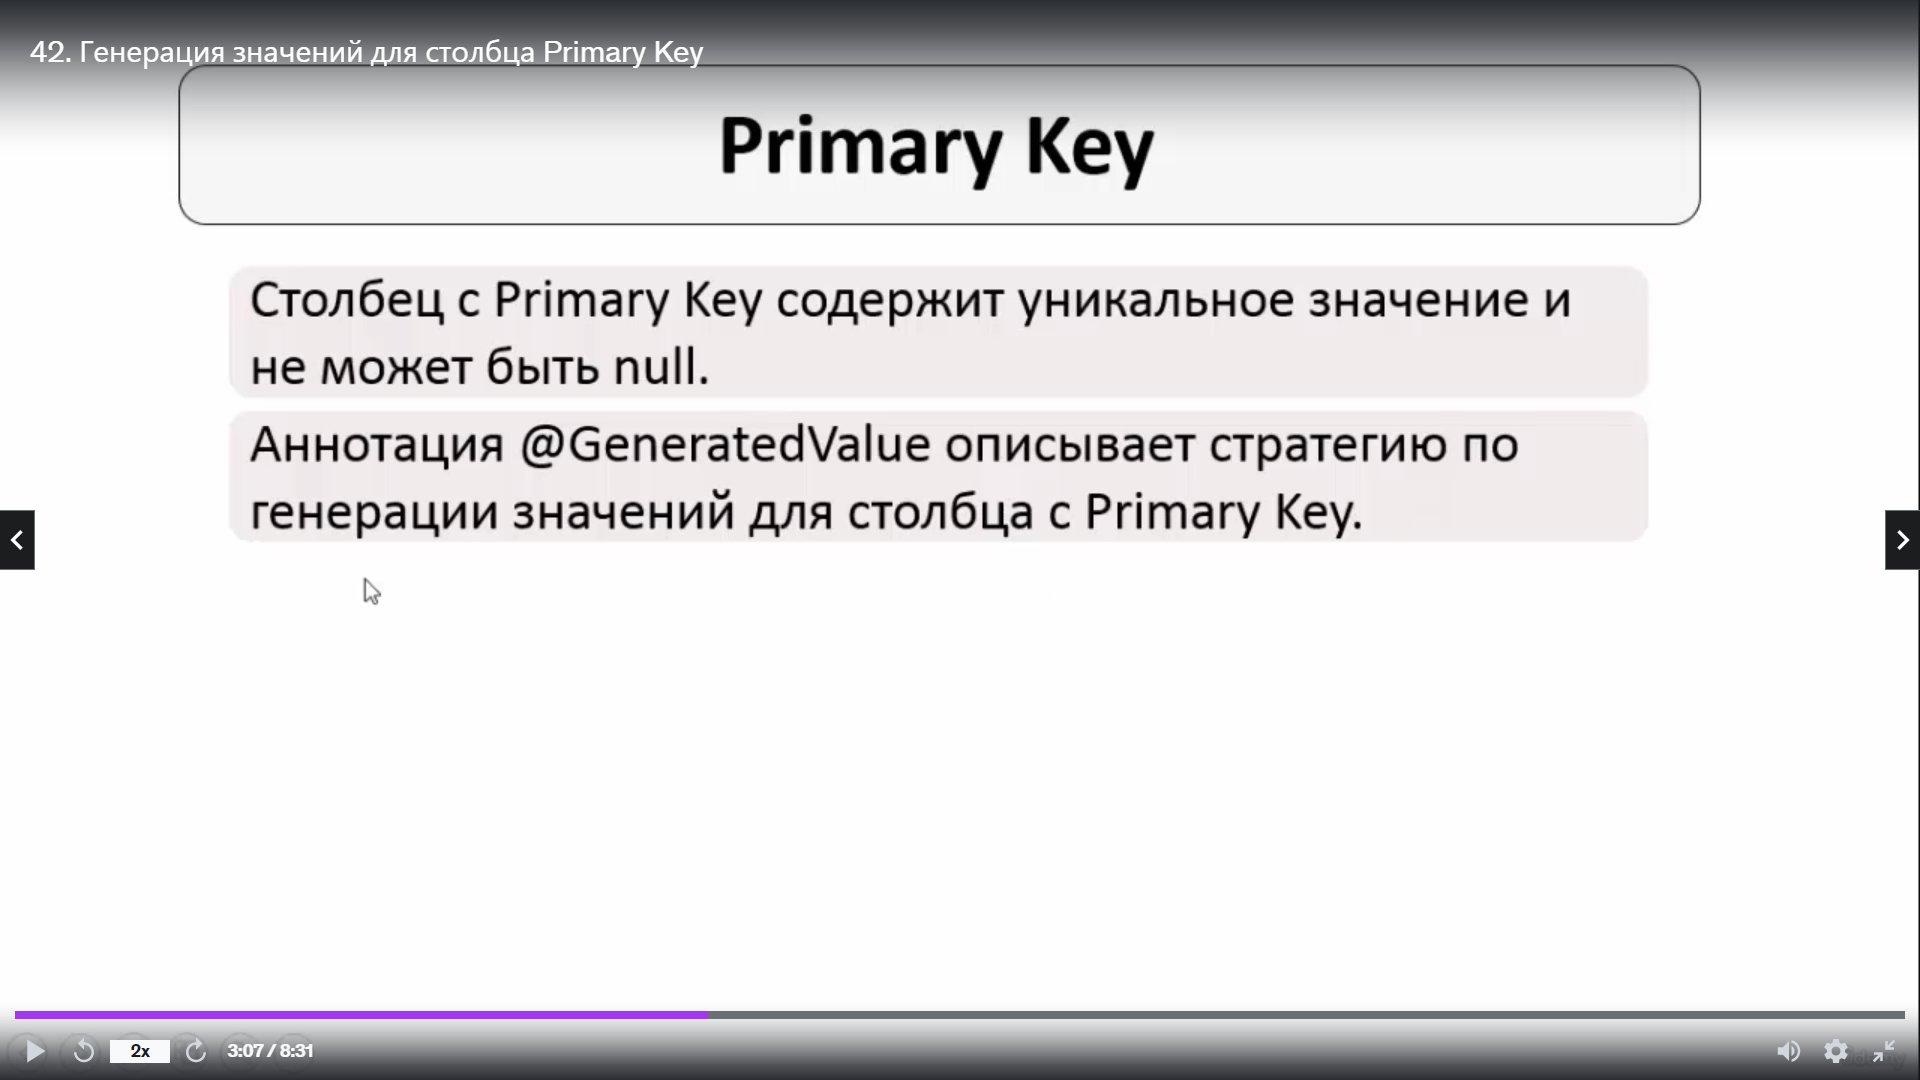 42. Генерация значений для столбца Primary Key
Primary Key
Столбец с Primary Key содержит уникальное значение и
не может быть null.
Аннотация @GeneratedValue описывает стратегию по
генерации значений для столбца с Primary Key.
2x
3:07 / 8:31